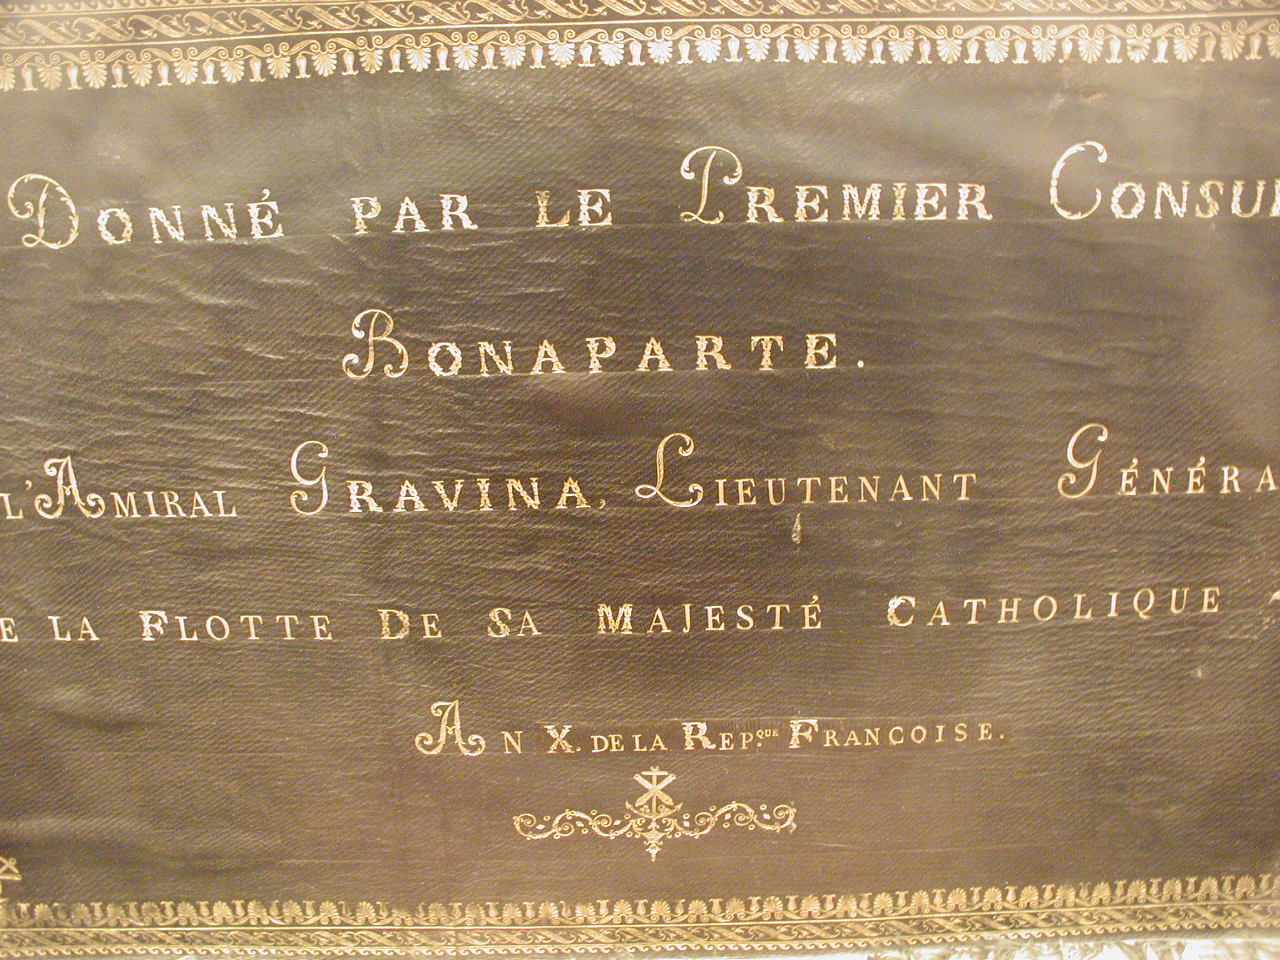 DONNÉ PAR LE PREMIER CONSUL
BONAPARTE.
L'AMIRAL GRAVINA, LIEUTENANT GÉNÉRA
E LA FLOTTE DE SA MAJESTÉ CATHOLIQUE
AN X. DE LA REPQUE FRANCOISE.